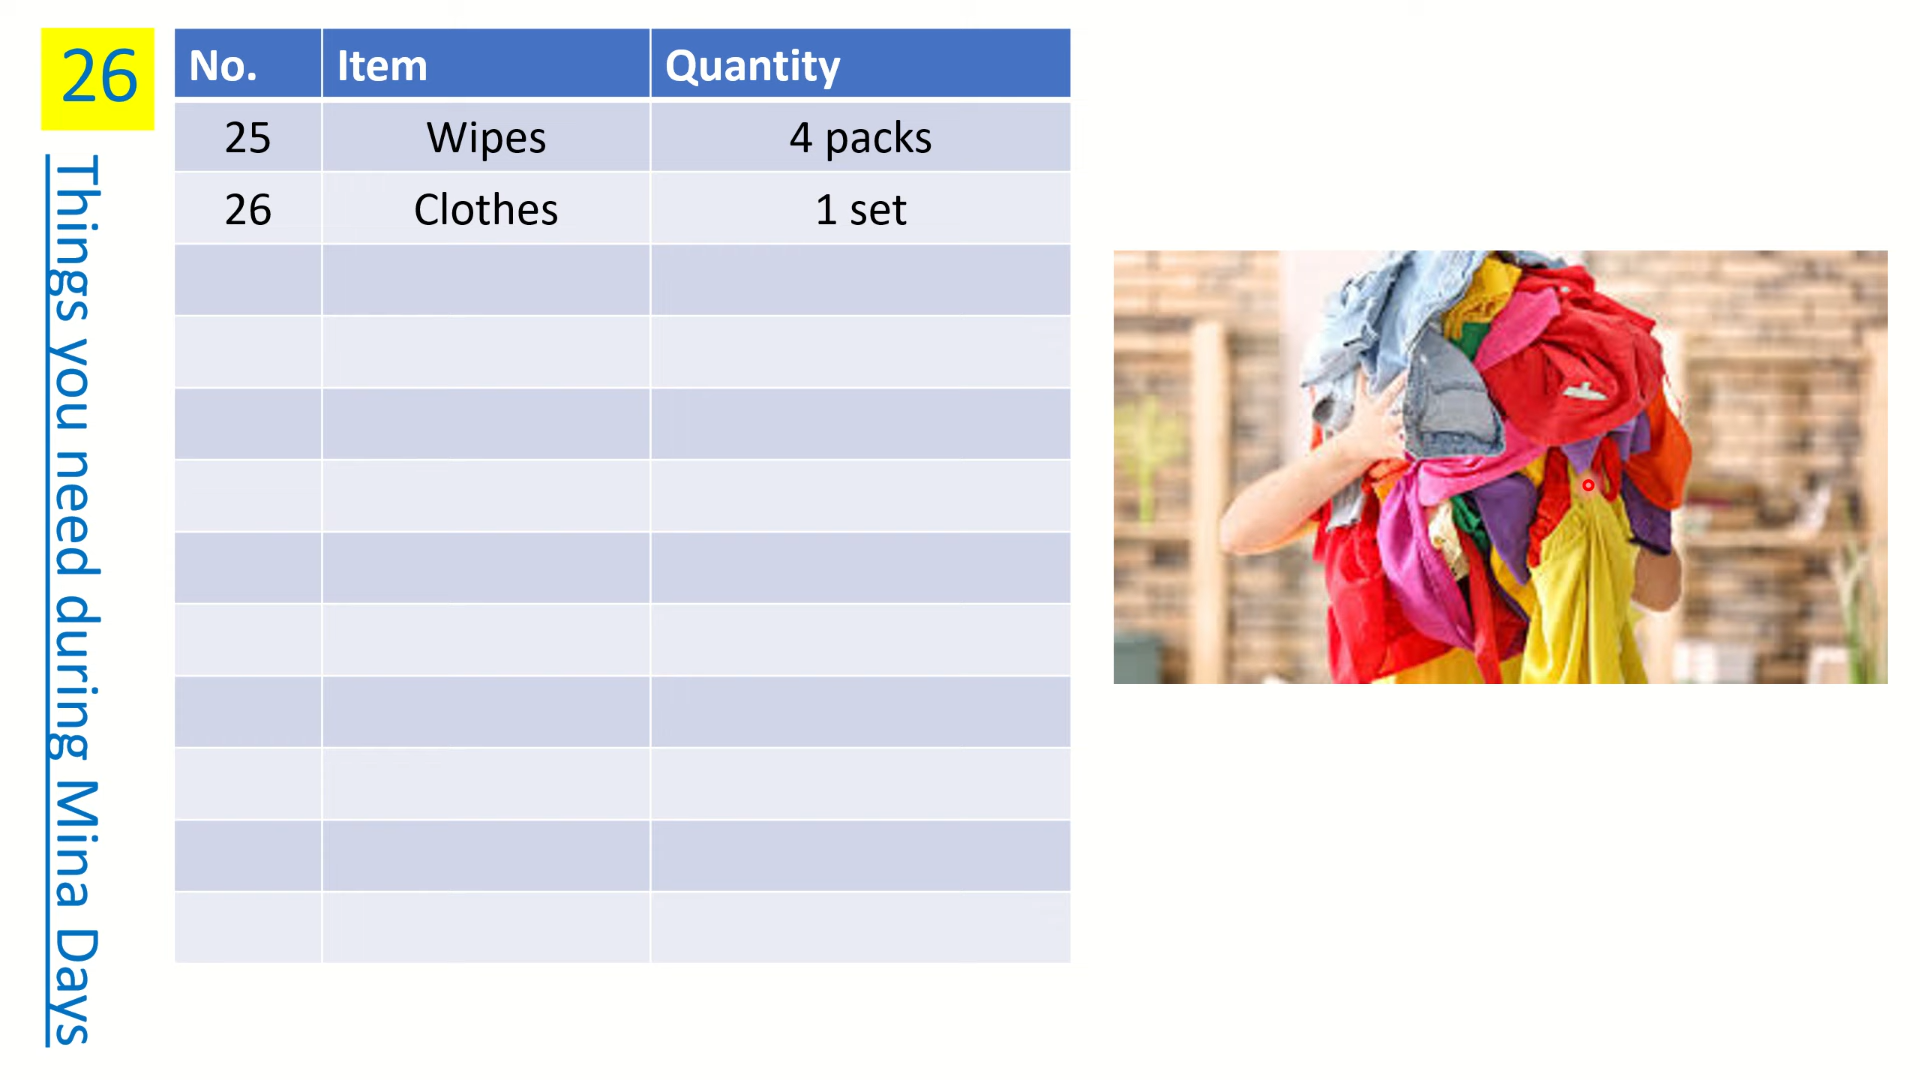 26
Things you need during Mina Days
No. Item Quantity
25 Wipes 4 packs
26 Clothes 1 set